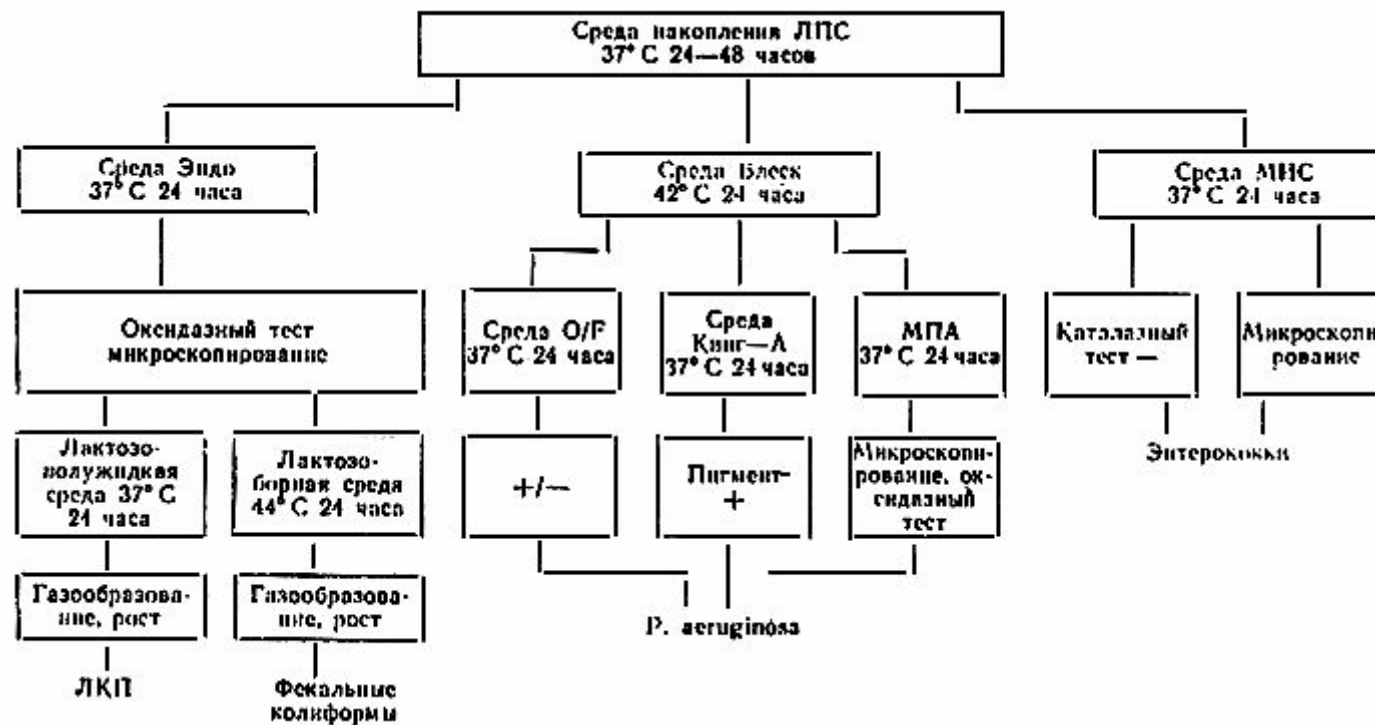 Среда накопления ЛПС
37° С 24—48 часов
Среда Эндо
37° С 24 часа
Среда Блеск
42° С 24 часа
Среда МИС
37° С 24 часа
Оксидазный тест
микроскопирование
Среда O/F
37° С 24 часа
Среда
Кинг—А
37° С 24 часа
МПА
37° С 24 часа
Каталазный
тест —
Микроскопи-
рование
Лактозо-
полужидкая
среда 37° С
24 часа
Лактозо-
борная среда
44° С 24 часа
+/—
Пигмент-
+
Микроскопи-
рование, ок-
сидазный
тест
Энтерококки
Газообразова-
ние, рост
Газообразова-
ние, рост
P. aeruginosa
ЛКП
Фекальные
колиформы